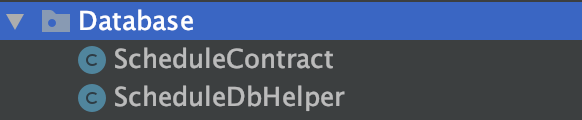 Database
C ScheduleContract
C ScheduleDbHelper